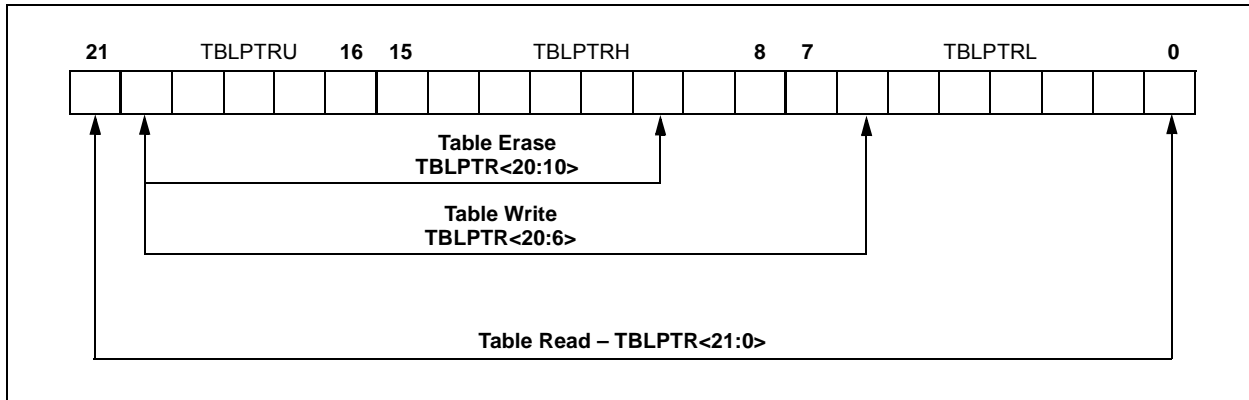 21 TBLPTRU 16 15 TBLPTRH 8 7 TBLPTRL 0
Table Erase
TBLPTR<20:10>
Table Write
TBLPTR<20:6>
Table Read – TBLPTR<21:0>